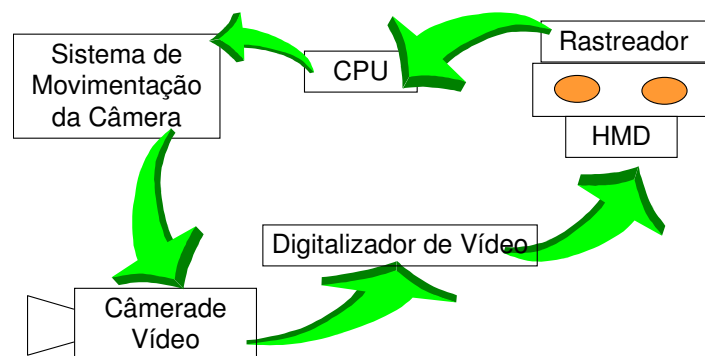 Sistema de
Movimentação
da Câmera
CPU
Rastreador
HMD
Digitalizador de Vídeo
Câmerade
Vídeo